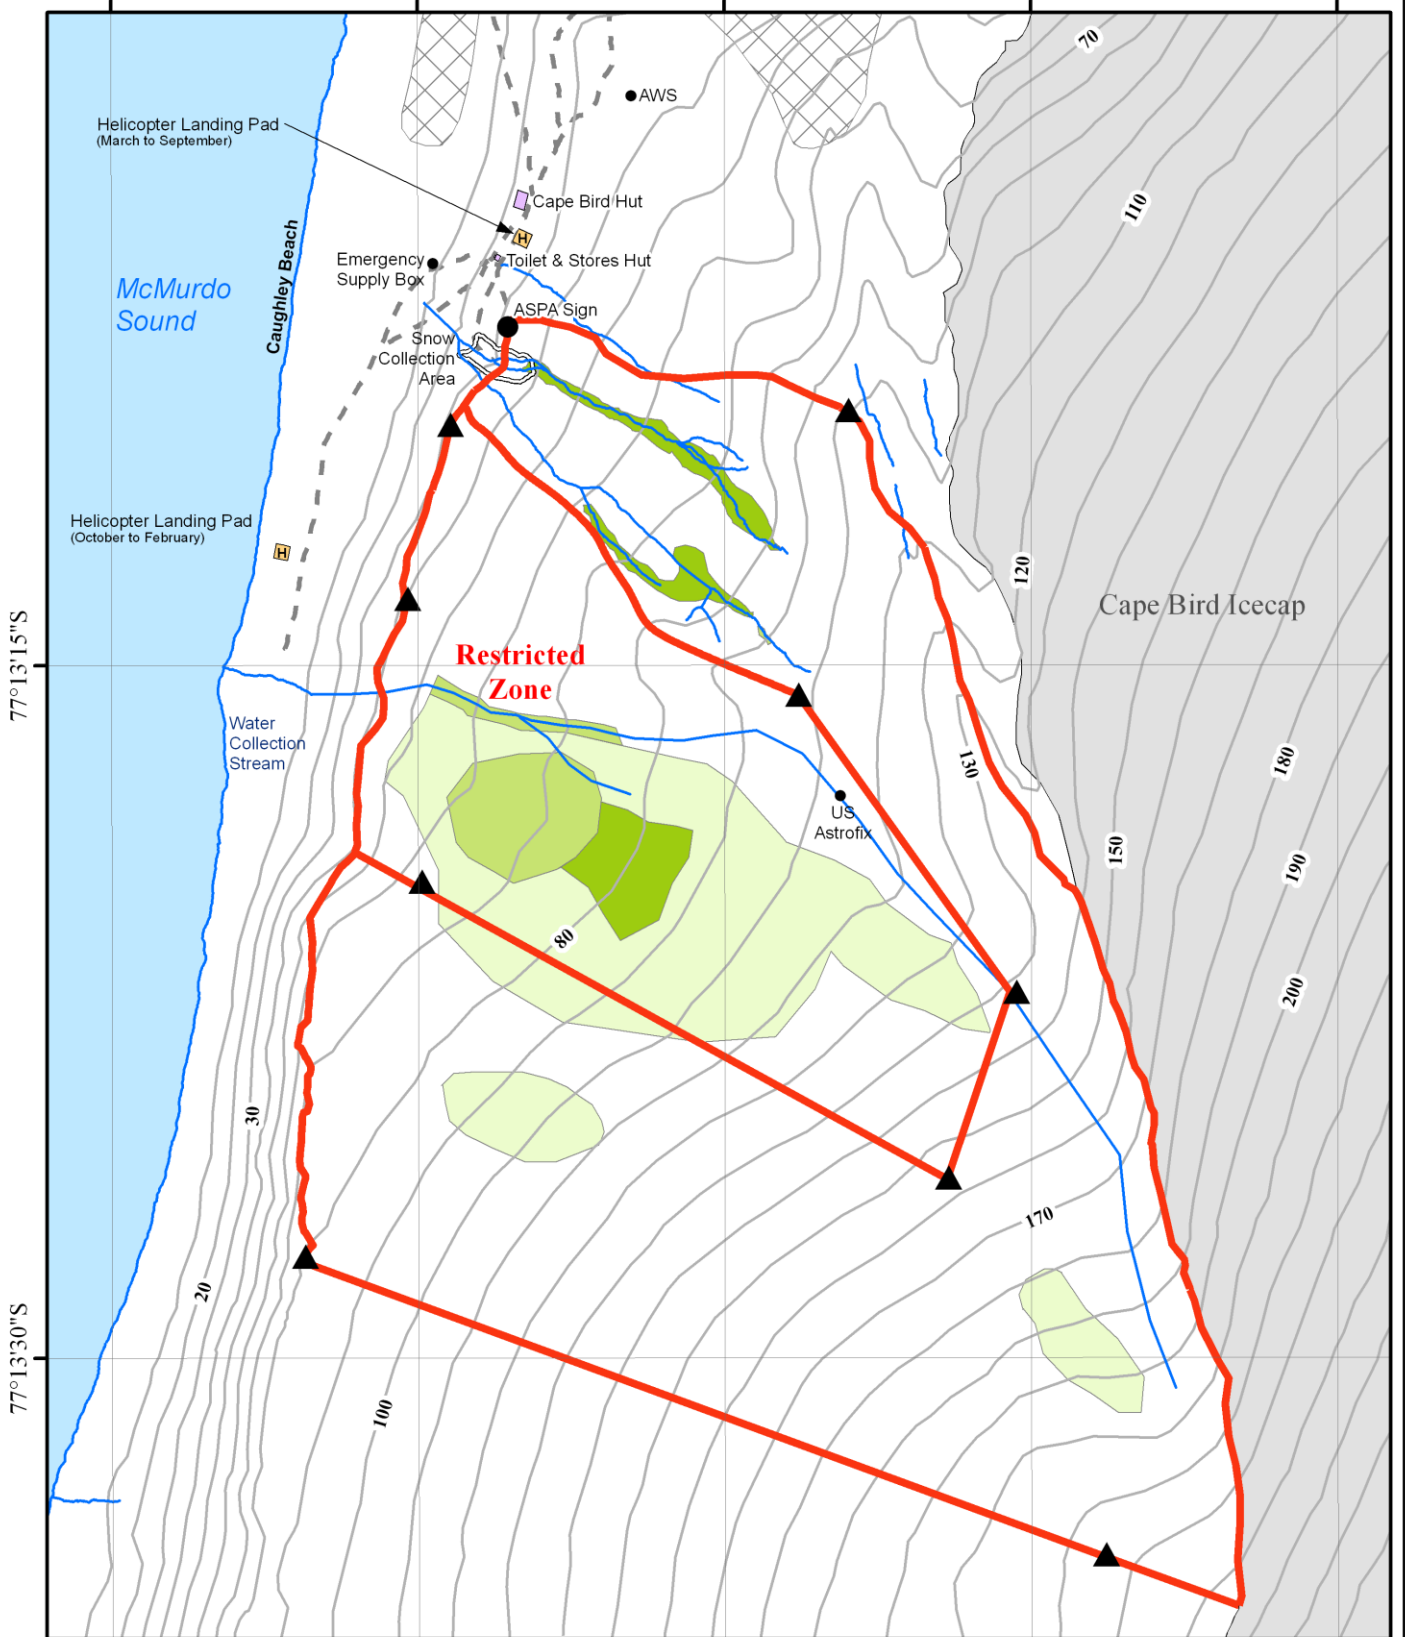 70
AWS
Helicopter Landing Pad
(March to September)
110
Cape Bird Hut
H
Emergency
Supply Box
Toilet & Stores Hut
McMurdo
Sound
Caughley Beach
ASPA Sign
Snow
Collection
Area
Helicopter Landing Pad
(October to February)
H
120
Cape Bird Icecap
77°13'15"S
Restricted
Zone
Water
Collection
Stream
130
180
US
Astrofix
150
190
80
200
30
170
20
77°13'30"S
100